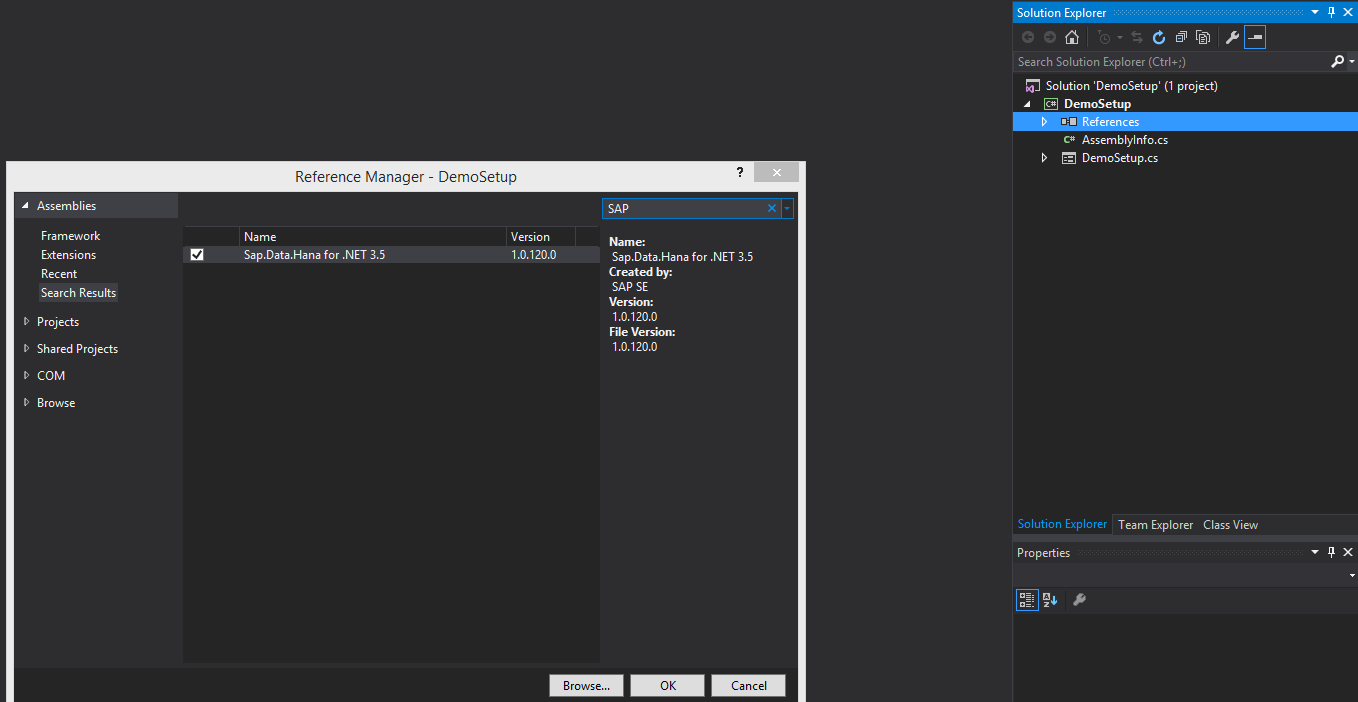 Solution Explorer
Search Solution Explorer (Ctrl+;)
Solution 'DemoSetup' (1 project)
C# DemoSetup
References
C# AssemblyInfo.cs
DemoSetup.cs
Reference Manager - DemoSetup
?
Assemblies
SAP
Framework
Extensions
Recent
Search Results
Projects
Shared Projects
COM
Browse
Name Version
Sap.Data.Hana for .NET 3.5 1.0.120.0
Name:
Sap.Data.Hana for .NET 3.5
Created by:
SAP SE
Version:
1.0.120.0
File Version:
1.0.120.0
Browse... OK Cancel
Solution Explorer Team Explorer Class View
Properties